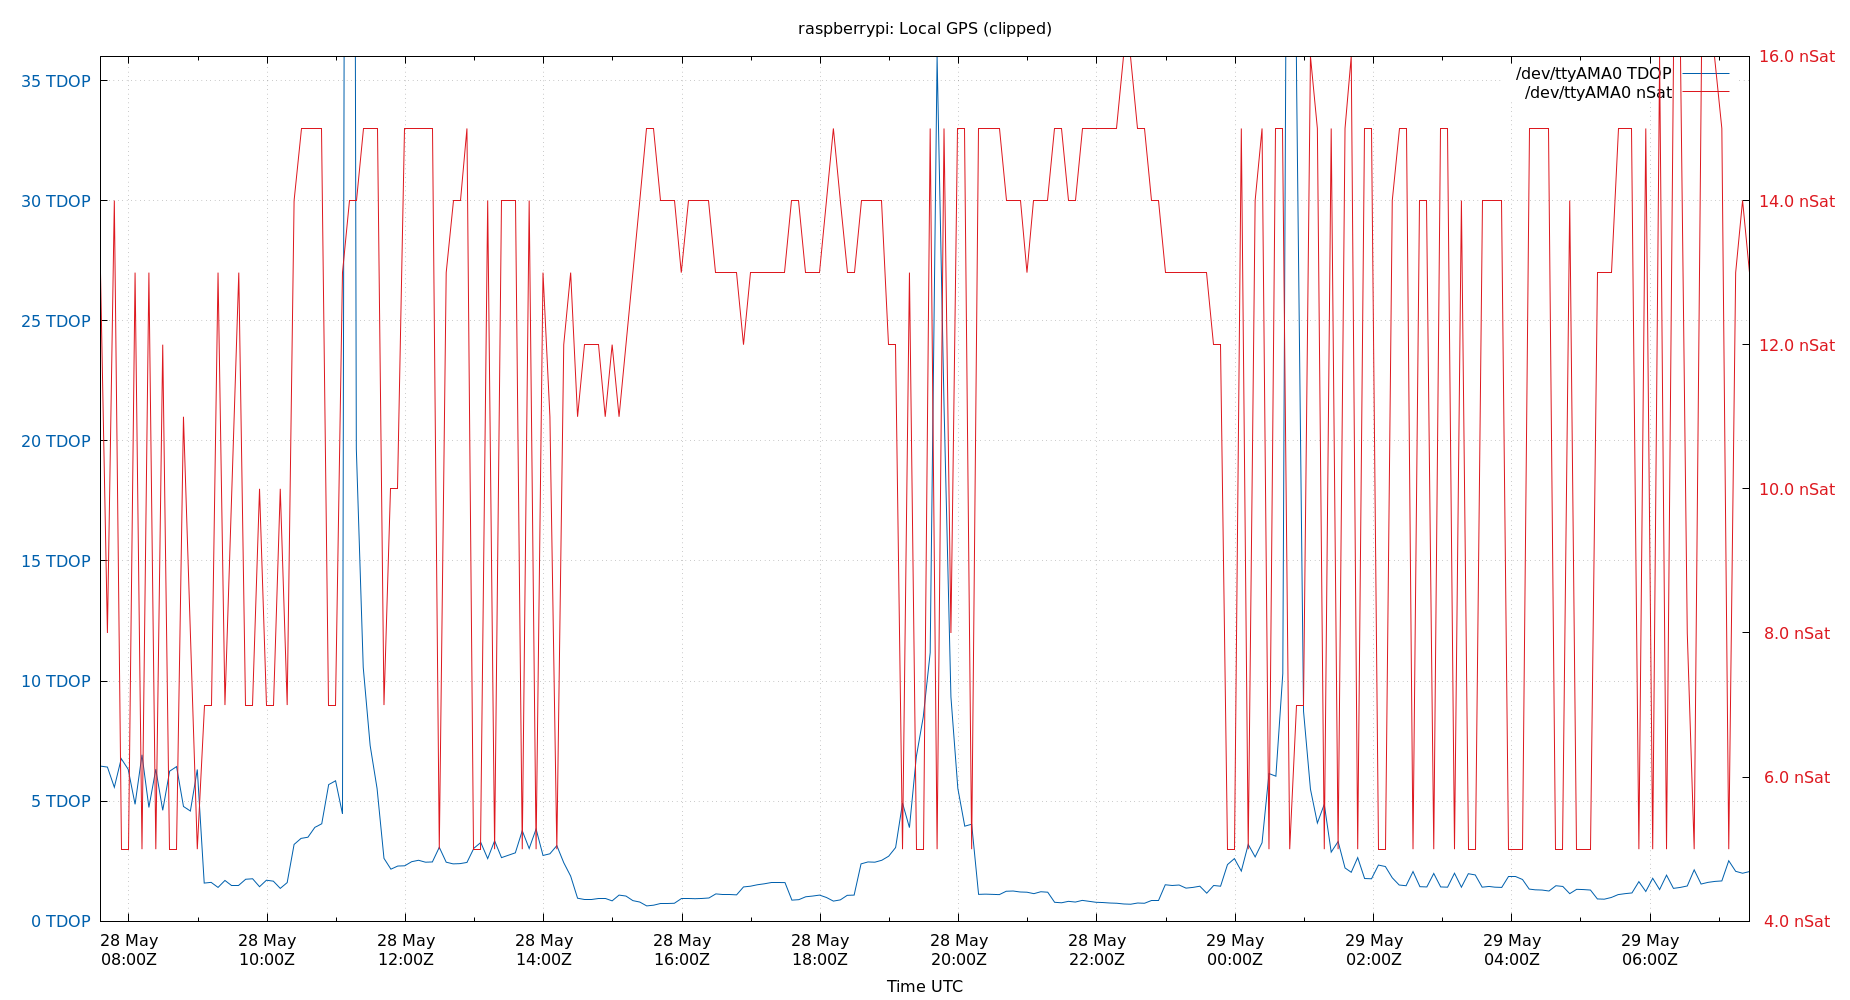 raspberrypi: Local GPS (clipped)
/dev/ttyAMA0 TDOP
/dev/ttyAMA0 nSat
35 TDOP
30 TDOP
25 TDOP
20 TDOP
15 TDOP
10 TDOP
5 TDOP
0 TDOP
16.0 nSat
14.0 nSat
12.0 nSat
10.0 nSat
8.0 nSat
6.0 nSat
4.0 nSat
28 May
08:00Z
28 May
10:00Z
28 May
12:00Z
28 May
14:00Z
28 May
16:00Z
28 May
18:00Z
28 May
20:00Z
28 May
22:00Z
29 May
00:00Z
29 May
02:00Z
29 May
04:00Z
29 May
06:00Z
Time UTC